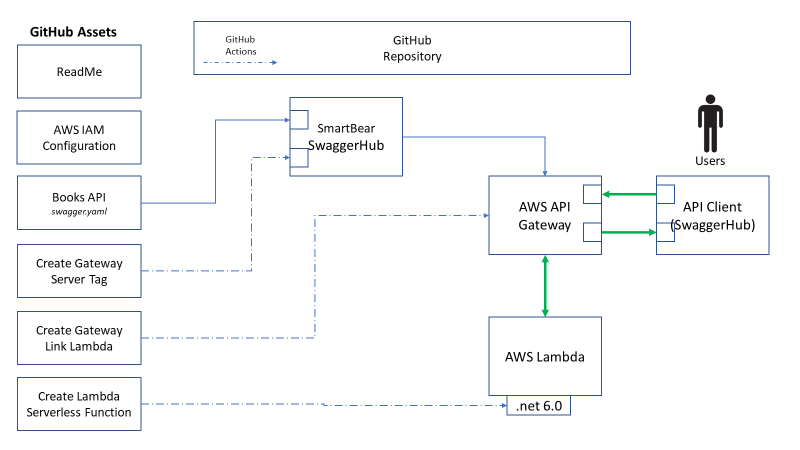 GitHub Assets
ReadMe
AWS IAM
Configuration
Books API
swagger.yaml
Create Gateway
Server Tag
Create Gateway
Link Lambda
Create Lambda
Serverless Function
GitHub
Actions
GitHub
Repository
SmartBear
SwaggerHub
Users
AWS API
Gateway
API Client
(SwaggerHub)
AWS Lambda
.net 6.0